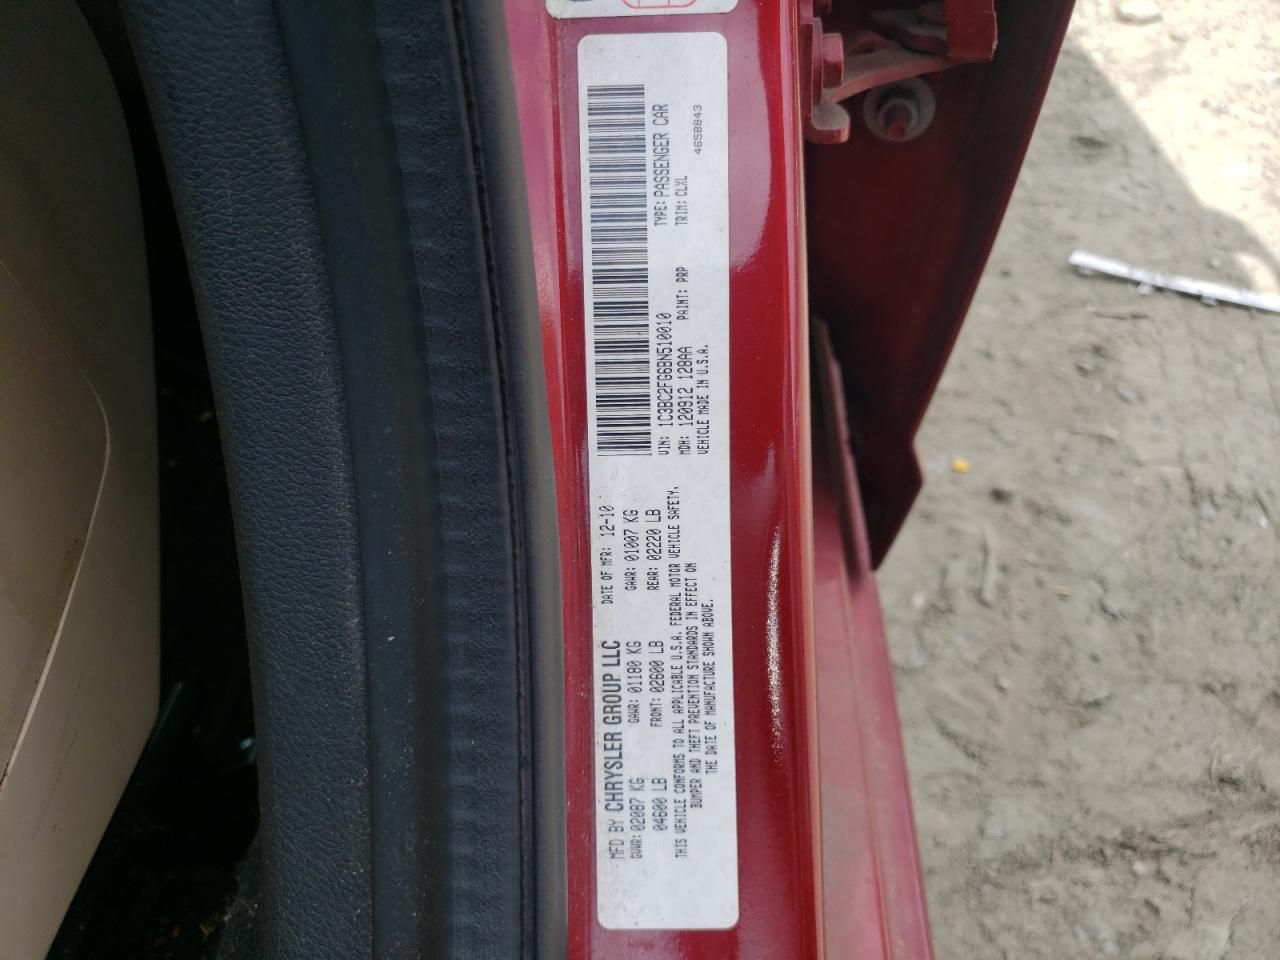 MFD BY CHRYSLER GROUP LLC
DATE OF MFR: 12-10
GVWR: 02087 KG
GAWR: 01180 KG
GAWR: 01007 KG
04600 LB
FRONT: 02600 LB
REAR: 02220 LB
THIS VEHICLE CONFORMS TO ALL APPLICABLE U.S.A. FEDERAL MOTOR VEHICLE SAFETY,
BUMPER AND THEFT PREVENTION STANDARDS IN EFFECT ON
THE DATE OF MANUFACTURE SHOWN ABOVE.
VIN: 1C3BC2FG6BN510010
TYPE: PASSENGER CAR
MDH: 120912 128AA
PAINT: PRP
TRIM: CLXL
VEHICLE MADE IN U.S.A.
4658843